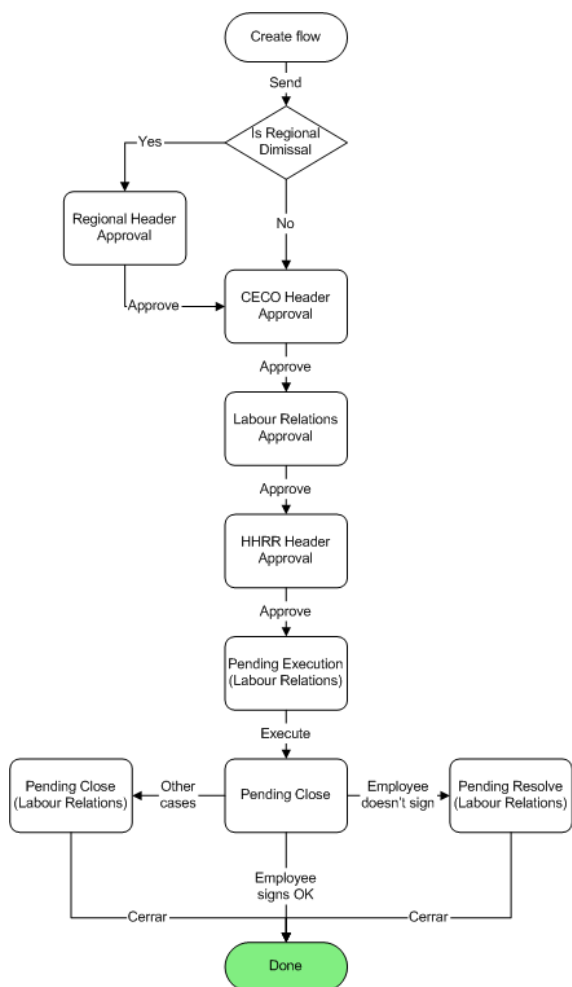 Create flow
Send
Is Regional
Dimissal
Yes
No
Regional Header
Approval
Approve
CECO Header
Approval
Approve
Labour Relations
Approval
Approve
HHRR Header
Approval
Approve
Pending Execution
(Labour Relations)
Execute
Pending Close
(Labour Relations)
Other
cases
Pending Close
Employee
doesn't sign
Pending Resolve
(Labour Relations)
Employee
signs OK
Cerrar
Cerrar
Done